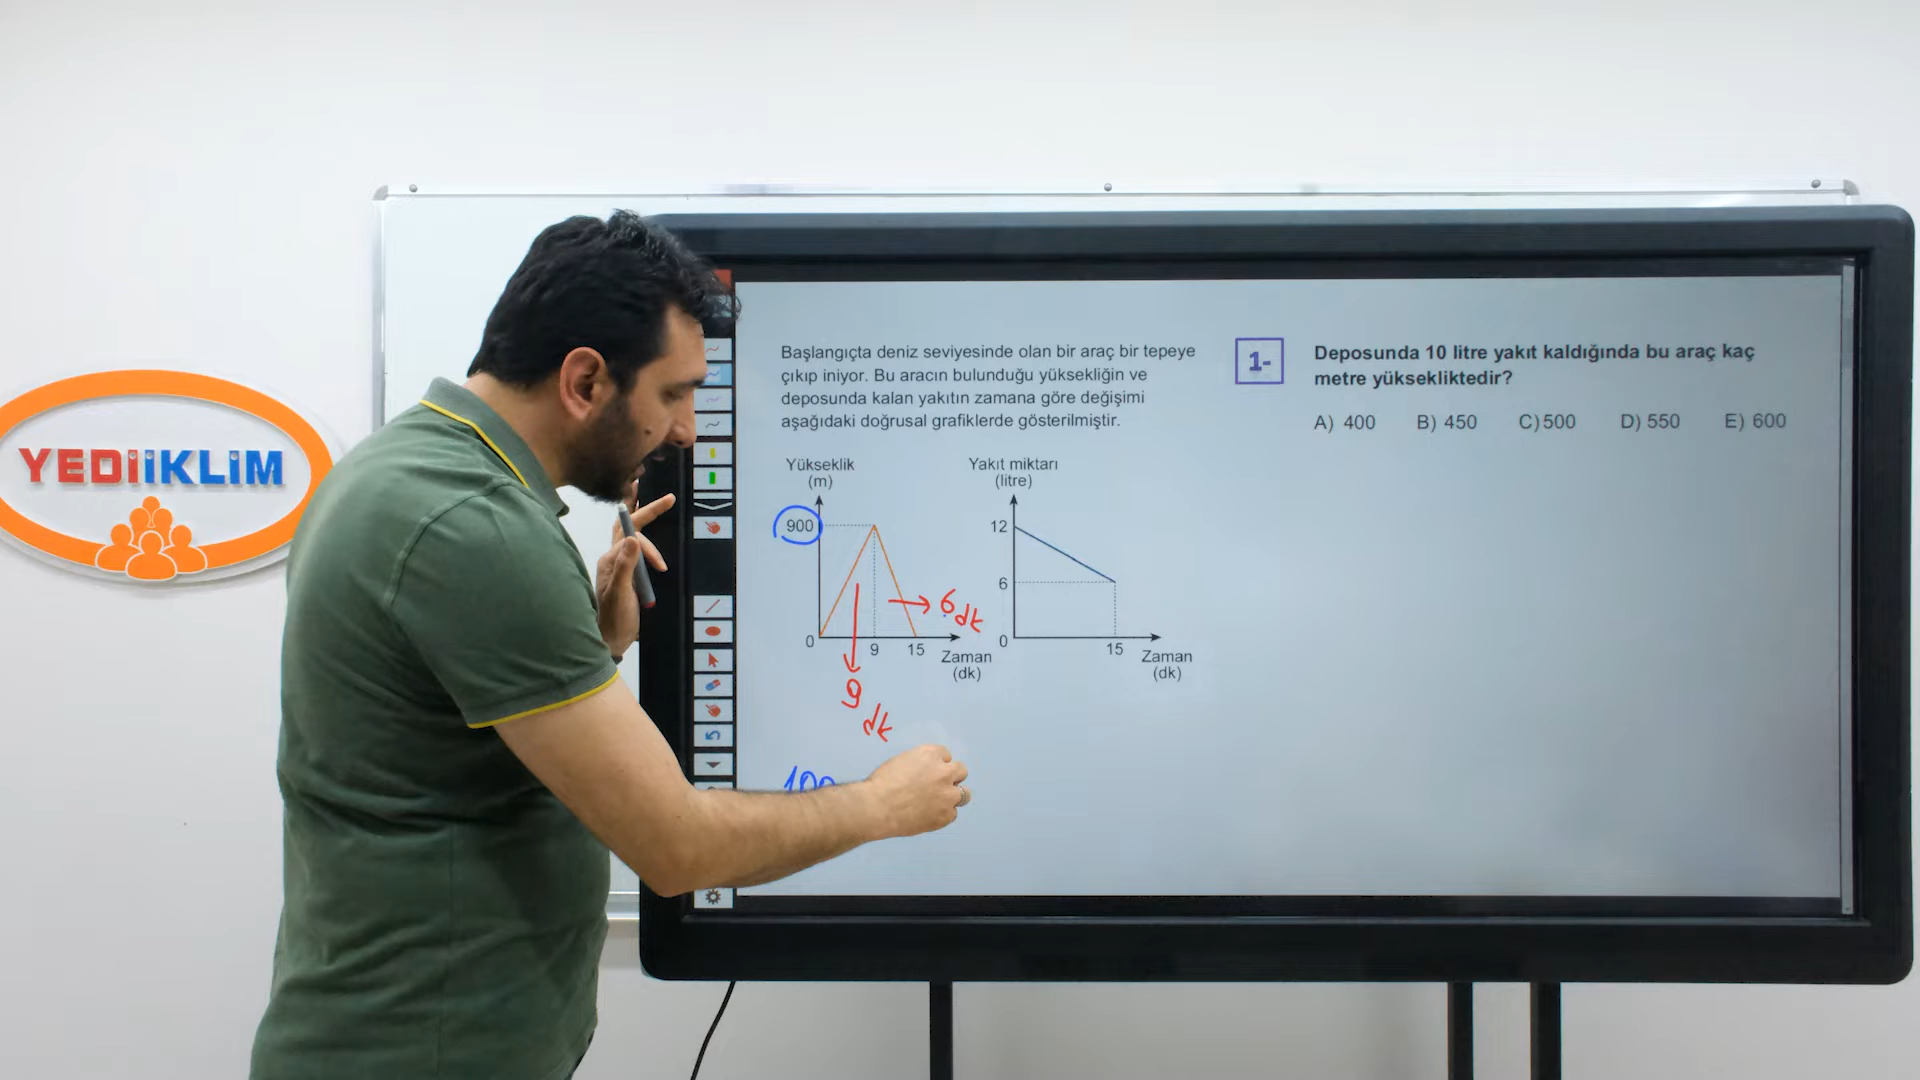 YEDİİKLİM
Başlangıçta deniz seviyesinde olan bir araç bir tepeye
çıkıp iniyor. Bu aracın bulunduğu yüksekliğin ve
deposunda kalan yakıtın zamana göre değişimi
aşağıdaki doğrusal grafiklerde gösterilmiştir.
Yükseklik
(m)
900
0
9
15
Zaman
(dk)
6 dk
9
dk
100
Yakıt miktarı
(litre)
12
6
0
15
Zaman
(dk)
1-
Deposunda 10 litre yakıt kaldığında bu araç kaç
metre yüksekliktedir?
A) 400 B) 450 C) 500 D) 550 E) 600